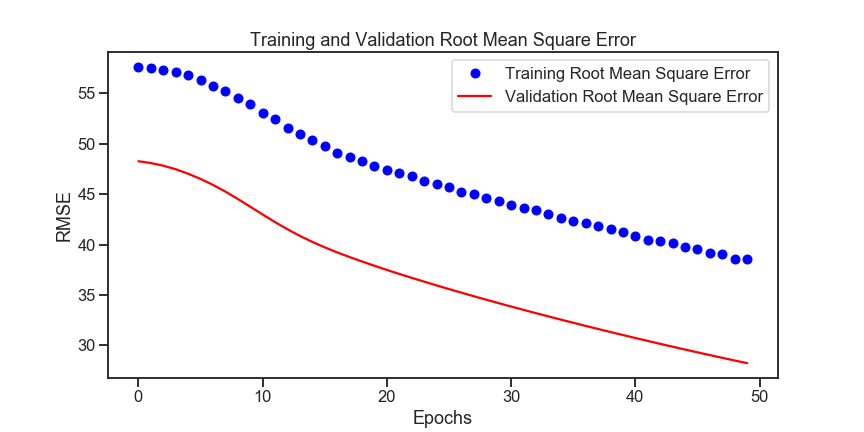 Training and Validation Root Mean Square Error
Training Root Mean Square Error
Validation Root Mean Square Error
RMSE
55
50
45
40
35
30
0 10 20 30 40 50
Epochs